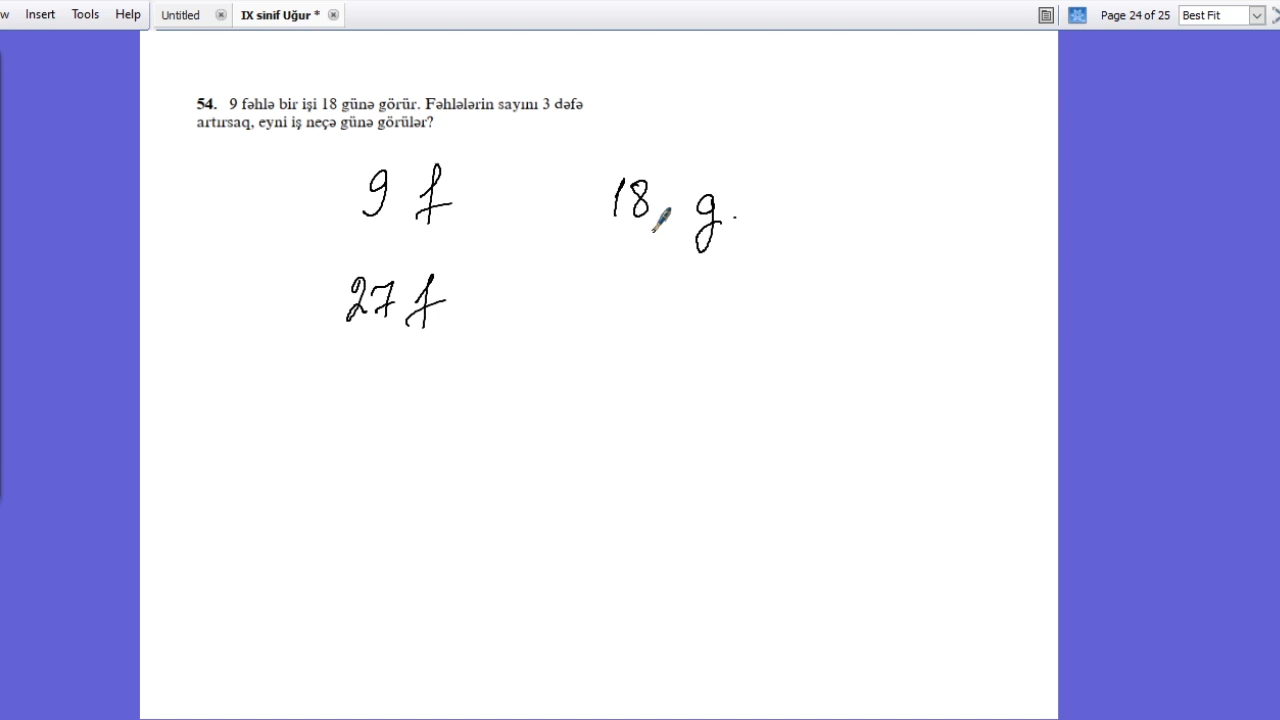 w Insert Tools Help Untitled IX sinif Uğur * Page 24 of 25 Best Fit
54. 9 fəhlə bir işi 18 günə görür. Fəhlələrin sayını 3 dəfə
artırsaq, eyni iş neçə günə görülər?
9 f 18 g.
27 f